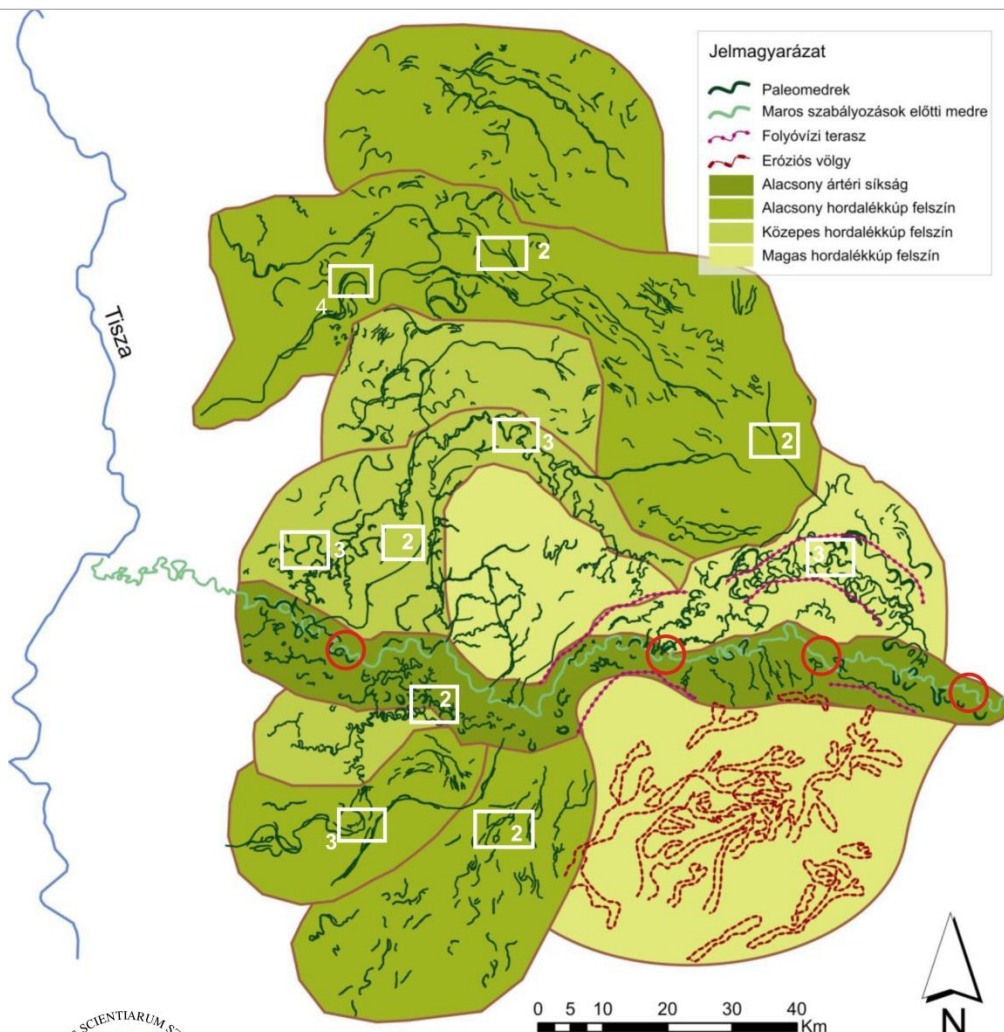 Jelmagyarázat
Paleomedrek
Maros szabályozások előtti medre
Folyóvízi terasz
Eróziós völgy
Alacsony ártéri síkság
Alacsony hordalékkúp felszín
Közepes hordalékkúp felszín
Magas hordalékkúp felszín
Tisza
2
4
3
2
3
2
3
2
3
2
0 5 10 20 30 40
Km
N
SCIENTIARUM